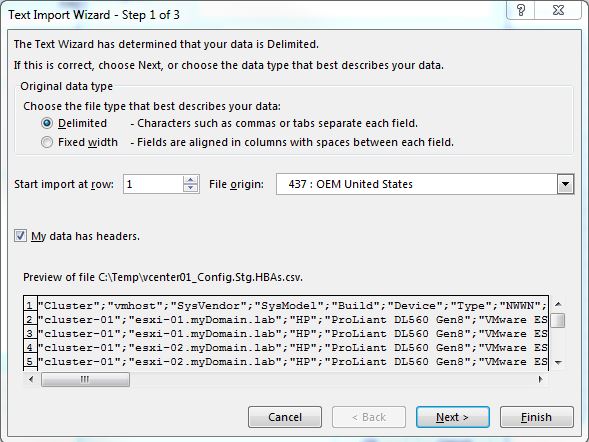 Text Import Wizard - Step 1 of 3
The Text Wizard has determined that your data is Delimited.
If this is correct, choose Next, or choose the data type that best describes your data.
Original data type
Choose the file type that best describes your data:
Delimited - Characters such as commas or tabs separate each field.
Fixed width - Fields are aligned in columns with spaces between each field.
Start import at row: 1 File origin: 437 : OEM United States
My data has headers.
Preview of file C:\Temp\vcenter01_Config.Stg.HBAs.csv.
1 "Cluster";"vmhost";"SysVendor";"SysModel";"Build";"Device";"Type";"NWWN";
2 "cluster-01";"esxi-01.myDomain.lab";"HP";"ProLiant DL560 Gen8";"VMware ES
3 "cluster-01";"esxi-01.myDomain.lab";"HP";"ProLiant DL560 Gen8";"VMware ES
4 "cluster-01";"esxi-02.myDomain.lab";"HP";"ProLiant DL560 Gen8";"VMware ES
5 "cluster-01";"esxi-02.myDomain.lab";"HP";"ProLiant DL560 Gen8";"VMware ES
Cancel < Back Next > Finish